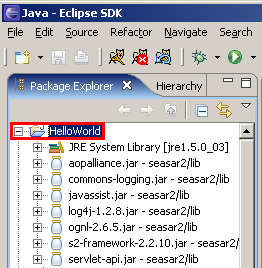 Java - Eclipse SDK
File Edit Source Refactor Navigate Search
Package Explorer Hierarchy
HelloWorld
JRE System Library [jre1.5.0_03]
aopalliance.jar - seasar2/lib
commons-logging.jar - seasar2/lib
javassist.jar - seasar2/lib
log4j-1.2.8.jar - seasar2/lib
ognl-2.6.5.jar - seasar2/lib
s2-framework-2.2.10.jar - seasar2/
servlet-api.jar - seasar2/lib